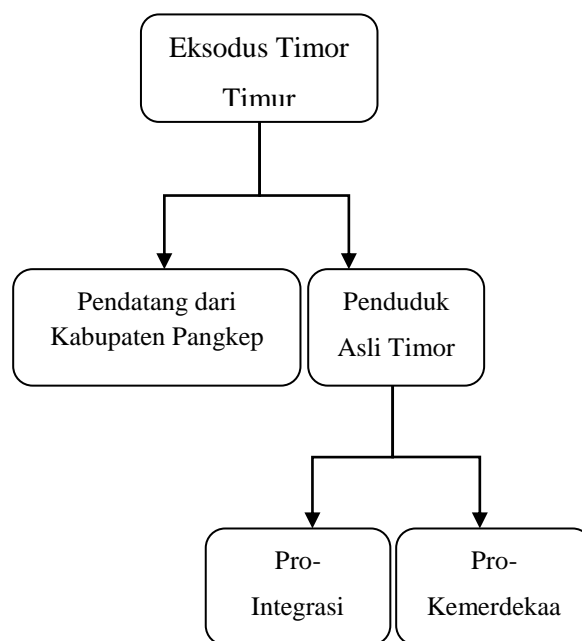 Eksodus Timor
Timur
Pendatang dari
Kabupaten Pangkep
Penduduk
Asli Timor
Pro-
Integrasi
Pro-
Kemerdekaa